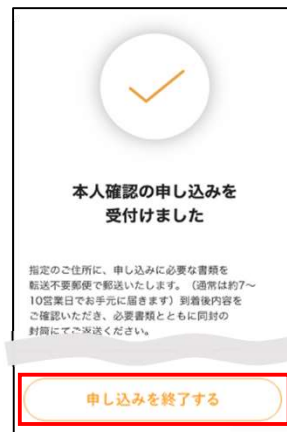 本人確認の申し込みを
受付けました
指定のご住所に、申し込みに必要な書類を
転送不要郵便で郵送いたします。（通常は約7〜
10営業日でお手元に届きます）到着後内容を
ご確認いただき、必要書類とともに同封の
封筒にてご返送ください。
申し込みを終了する